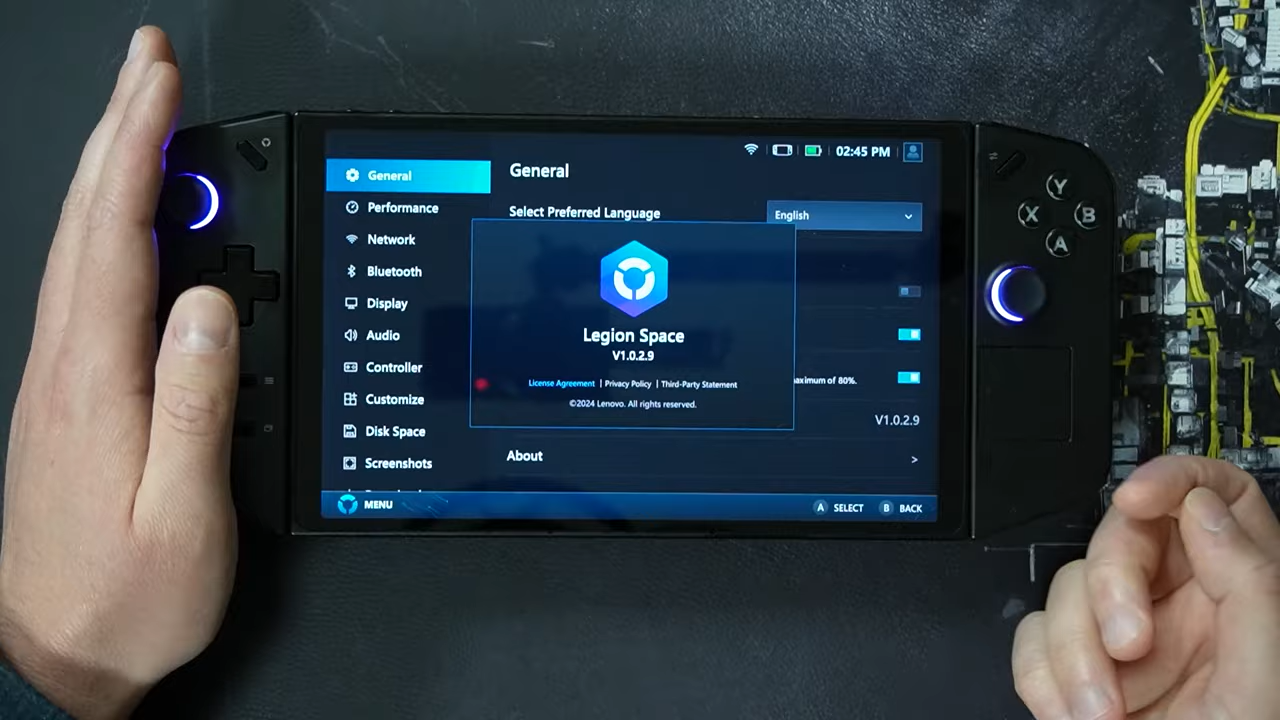 02:45 PM
General
General
Performance
Select Preferred Language
English
Network
Bluetooth
Display
Audio
Controller
Customize
Disk Space
Screenshots
Legion Space
V1.0.2.9
License Agreement | Privacy Policy | Third-Party Statement
©2024 Lenovo. All rights reserved.
of 80%.
V1.0.2.9
About
>
MENU
A SELECT
B BACK
Y
X
B
A